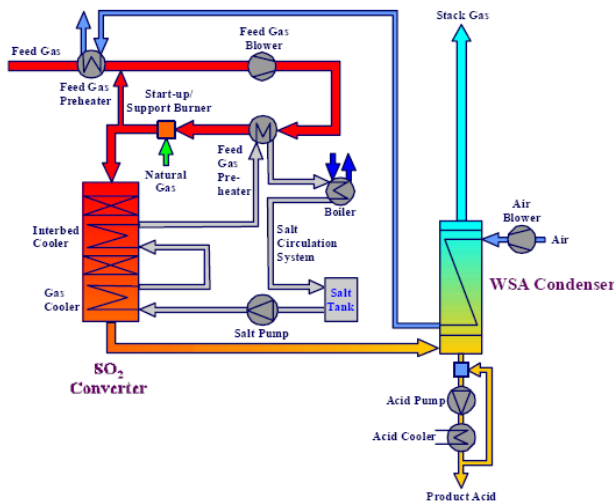 Stack Gas
Feed Gas
Feed Gas
Blower
Feed Gas
Preheater
Start-up/
Support Burner
Natural
Gas
Feed
Gas
Pre-
heater
Boiler
Air
Blower
Air
Interbed
Cooler
Salt
Circulation
System
WSA Condenser
Gas
Cooler
Salt
Tank
Salt Pump
SO₂
Converter
Acid Pump
Acid Cooler
Product Acid